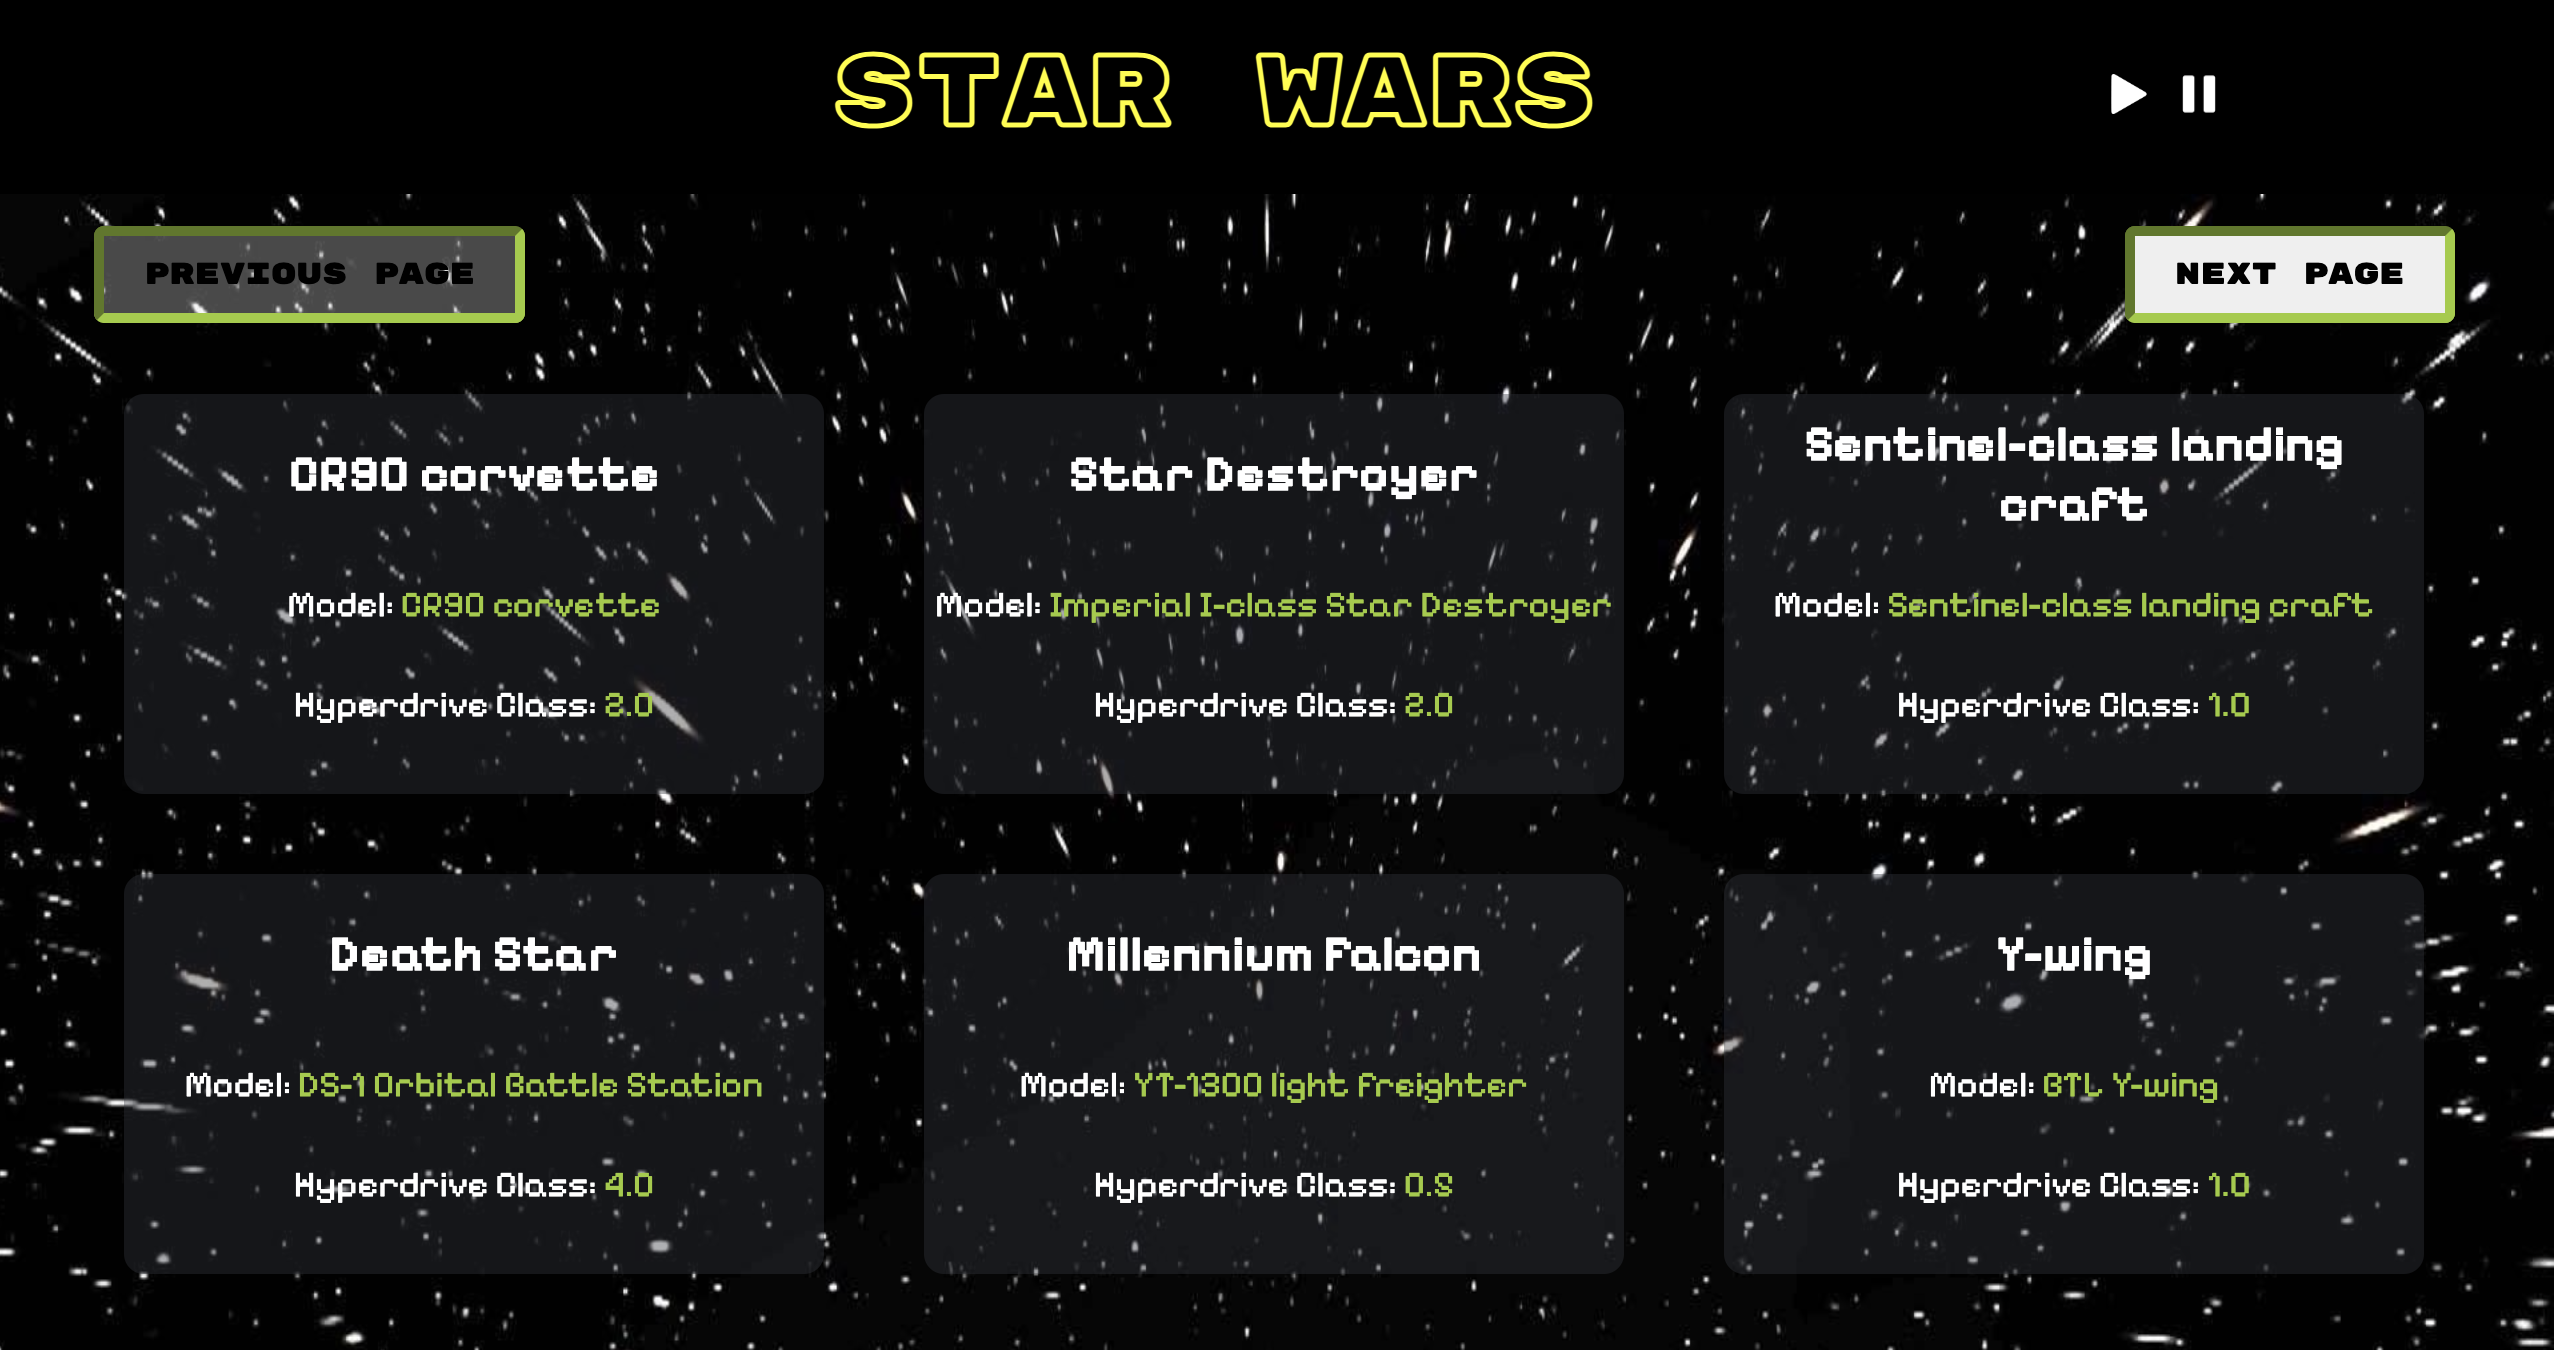 STAR WARS
PREVIOUS PAGE
NEXT PAGE
CR90 corvette
Model: CR90 corvette
Hyperdrive Class: 2.0
Star Destroyer
Model: Imperial I-class Star Destroyer
Hyperdrive Class: 2.0
Sentinel-class landing
craft
Model: Sentinel-class landing craft
Hyperdrive Class: 1.0
Death Star
Model: DS-1 Orbital Battle Station
Hyperdrive Class: 4.0
Millennium Falcon
Model: YT-1300 light freighter
Hyperdrive Class: 0.5
Y-wing
Model: BTL Y-wing
Hyperdrive Class: 1.0